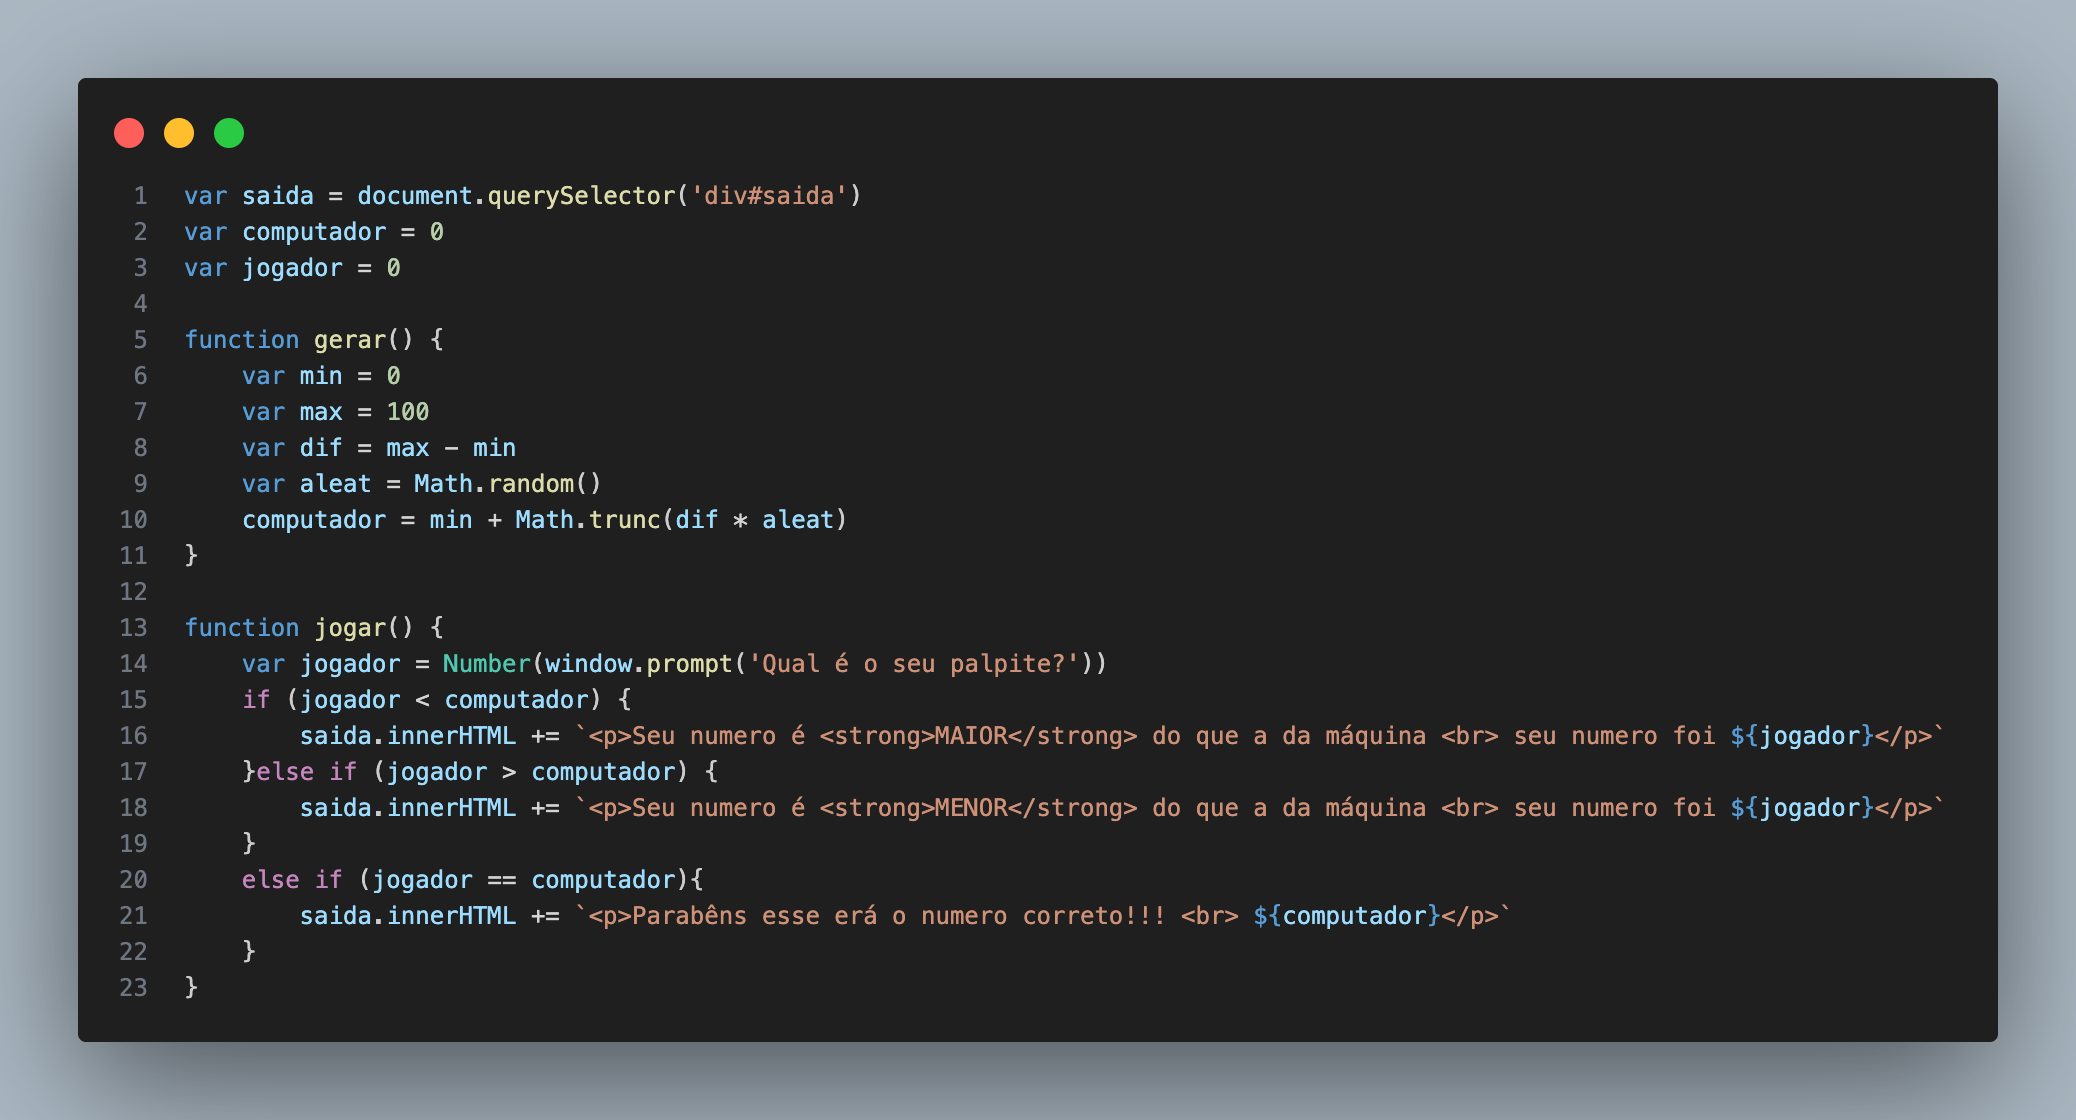 1 var saida = document.querySelector('div#saida')
2 var computador = 0
3 var jogador = 0
4
5 function gerar() {
6     var min = 0
7     var max = 100
8     var dif = max - min
9     var aleat = Math.random()
10     computador = min + Math.trunc(dif * aleat)
11 }
12
13 function jogar() {
14     var jogador = Number(window.prompt('Qual é o seu palpite?'))
15     if (jogador < computador) {
16         saida.innerHTML += `<p>Seu numero é <strong>MAIOR</strong> do que a da máquina <br> seu numero foi ${jogador}</p>`
17     }else if (jogador > computador) {
18         saida.innerHTML += `<p>Seu numero é <strong>MENOR</strong> do que a da máquina <br> seu numero foi ${jogador}</p>`
19     }
20     else if (jogador == computador){
21         saida.innerHTML += `<p>Parabêns esse erá o numero correto!!! <br> ${computador}</p>`
22     }
23 }